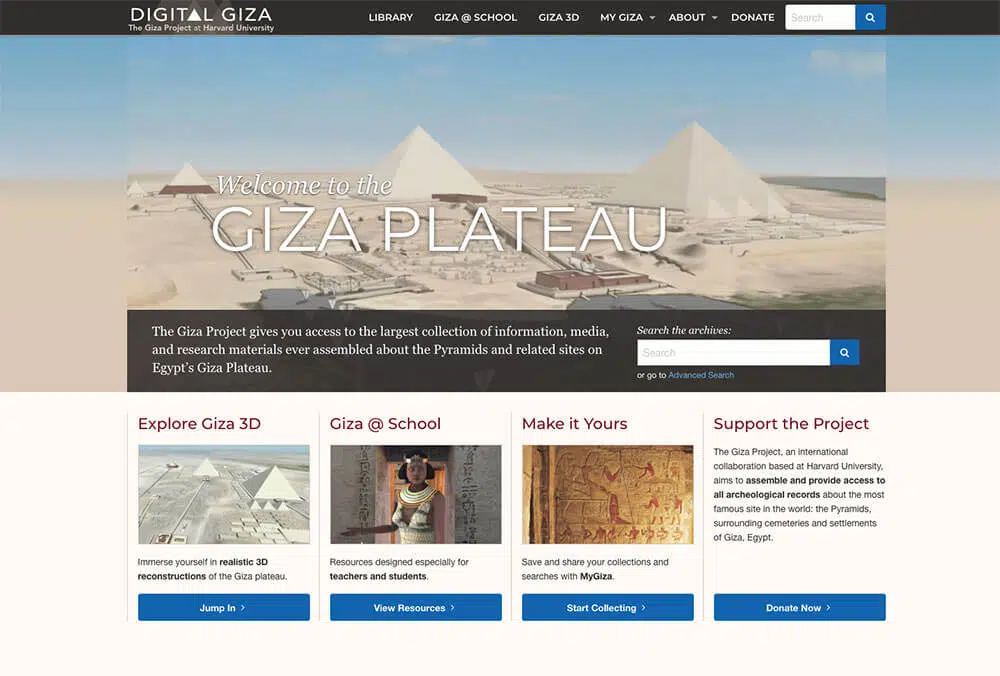 DIGITAL GIZA
The Giza Project at Harvard University
LIBRARY GIZA @ SCHOOL GIZA 3D MY GIZA ABOUT DONATE Search
Welcome to the
GIZA PLATEAU
The Giza Project gives you access to the largest collection of information, media,
and research materials ever assembled about the Pyramids and related sites on
Egypt's Giza Plateau.
Search the archives:
Search
or go to Advanced Search
Explore Giza 3D
Immerse yourself in realistic 3D
reconstructions of the Giza plateau.
Jump In ›
Giza @ School
Resources designed especially for
teachers and students.
View Resources ›
Make it Yours
Save and share your collections and
searches with MyGiza.
Start Collecting ›
Support the Project
The Giza Project, an international
collaboration based at Harvard University,
aims to assemble and provide access to
all archeological records about the most
famous site in the world: the Pyramids,
surrounding cemeteries and settlements
of Giza, Egypt.
Donate Now ›